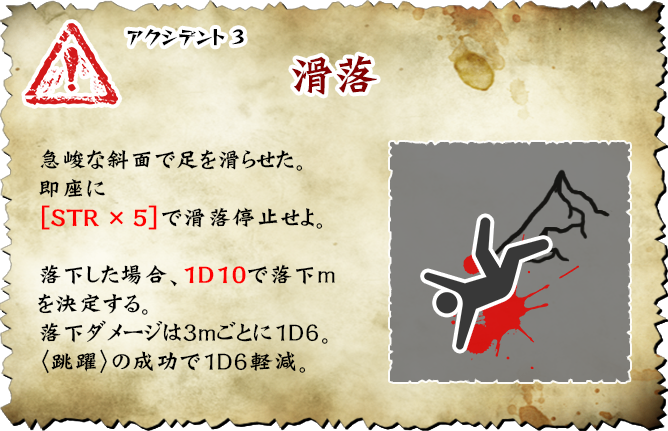 アクシデント3
滑落
急峻な斜面で足を滑らせた。
即座に
[STR × 5]で滑落停止せよ。
落下した場合、1D10で落下m
を決定する。
落下ダメージは3mごとに1D6。
〈跳躍〉の成功で1D6軽減。